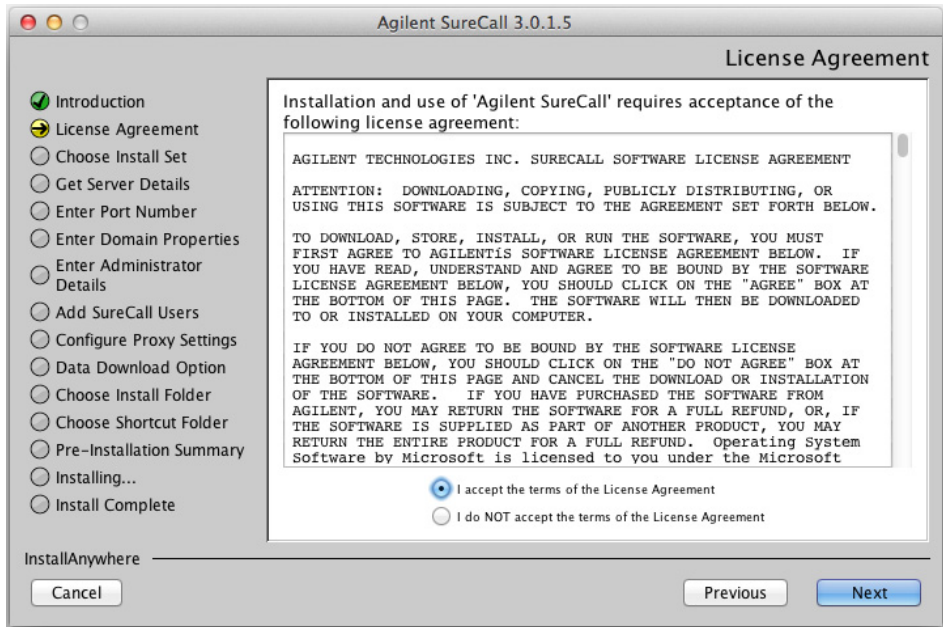 Agilent SureCall 3.0.1.5
License Agreement
Introduction
License Agreement
Choose Install Set
Get Server Details
Enter Port Number
Enter Domain Properties
Enter Administrator
Details
Add SureCall Users
Configure Proxy Settings
Data Download Option
Choose Install Folder
Choose Shortcut Folder
Pre-Installation Summary
Installing...
Install Complete
Installation and use of 'Agilent SureCall' requires acceptance of the
following license agreement:
AGILENT TECHNOLOGIES INC. SURECALL SOFTWARE LICENSE AGREEMENT
ATTENTION:  DOWNLOADING, COPYING, PUBLICLY DISTRIBUTING, OR
USING THIS SOFTWARE IS SUBJECT TO THE AGREEMENT SET FORTH BELOW.
TO DOWNLOAD, STORE, INSTALL, OR RUN THE SOFTWARE, YOU MUST
FIRST AGREE TO AGILENTíS SOFTWARE LICENSE AGREEMENT BELOW.  IF
YOU HAVE READ, UNDERSTAND AND AGREE TO BE BOUND BY THE SOFTWARE
LICENSE AGREEMENT BELOW, YOU SHOULD CLICK ON THE "AGREE" BOX AT
THE BOTTOM OF THIS PAGE.  THE SOFTWARE WILL THEN BE DOWNLOADED
TO OR INSTALLED ON YOUR COMPUTER.
IF YOU DO NOT AGREE TO BE BOUND BY THE SOFTWARE LICENSE
AGREEMENT BELOW, YOU SHOULD CLICK ON THE "DO NOT AGREE" BOX AT
THE BOTTOM OF THIS PAGE AND CANCEL THE DOWNLOAD OR INSTALLATION
OF THE SOFTWARE.   IF YOU HAVE PURCHASED THE SOFTWARE FROM
AGILENT, YOU MAY RETURN THE SOFTWARE FOR A FULL REFUND, OR, IF
THE SOFTWARE IS SUPPLIED AS PART OF ANOTHER PRODUCT, YOU MAY
RETURN THE ENTIRE PRODUCT FOR A FULL REFUND.  Operating System
Software by Microsoft is licensed to you under the Microsoft
I accept the terms of the License Agreement
I do NOT accept the terms of the License Agreement
InstallAnywhere
Cancel
Previous
Next